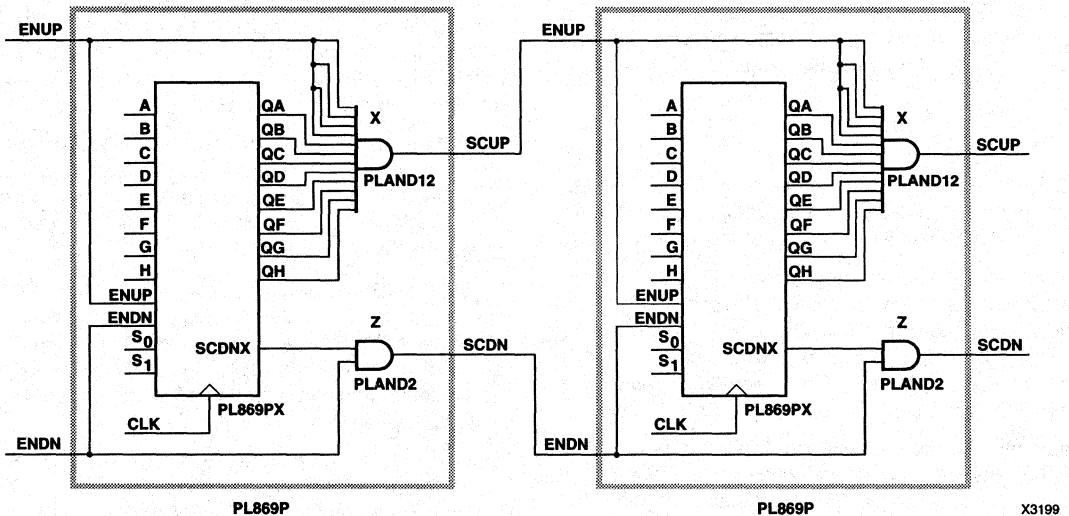 ENUP
A
B
C
D
E
F
G
H
ENUP
ENDN
S0
S1
CLK
ENDN
QA
QB
QC
QD
QE
QF
QG
QH
SCDNX
PL869PX
X
PLAND12
SCUP
Z
PLAND2
SCDN
PL869P
ENUP
A
B
C
D
E
F
G
H
ENUP
ENDN
S0
S1
CLK
ENDN
QA
QB
QC
QD
QE
QF
QG
QH
SCDNX
PL869PX
X
PLAND12
SCUP
Z
PLAND2
SCDN
PL869P
X3199